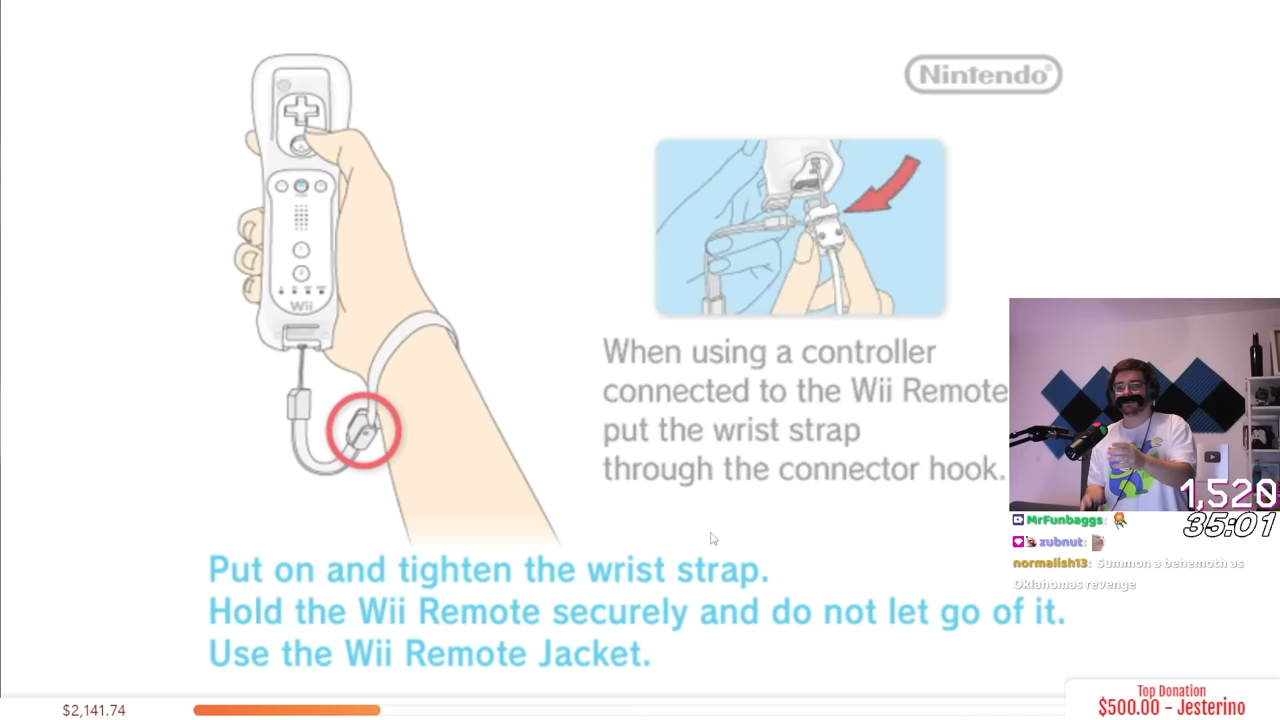 Nintendo®
Wii
When using a controller
connected to the Wii Remote
put the wrist strap
through the connector hook.
1,520
35:01
MrFunbaggs:
zubnut:
normalish13: Summon a behemoth as
Oklahomas revenge
Put on and tighten the wrist strap.
Hold the Wii Remote securely and do not let go of it.
Use the Wii Remote Jacket.
$2,141.74
Top Donation
$500.00 - Jesterino